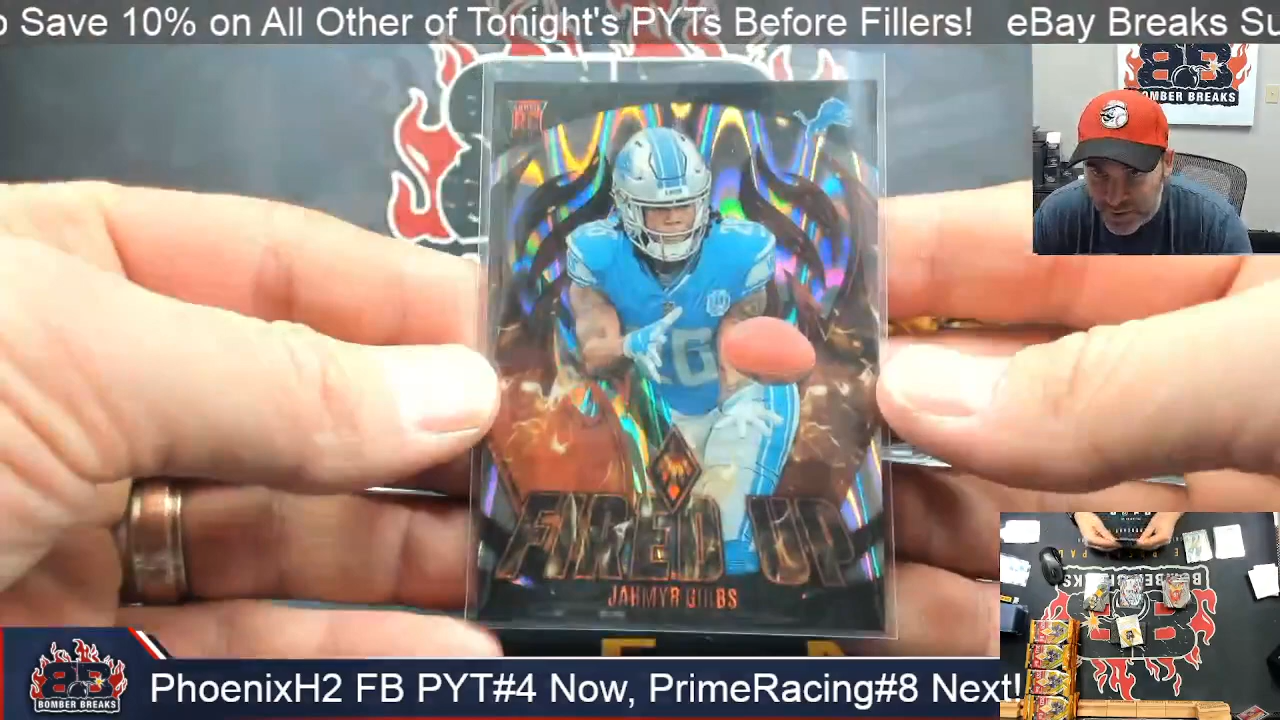 o Save 10% on All Other of Tonight's PYTs Before Fillers! eBay Breaks Su
BOMBER BREAKS
26
FIRED UP
JAHMYR GIBBS
BOMBER BREAKS
PhoenixH2 FB PYT#4 Now, PrimeRacing#8 Next!